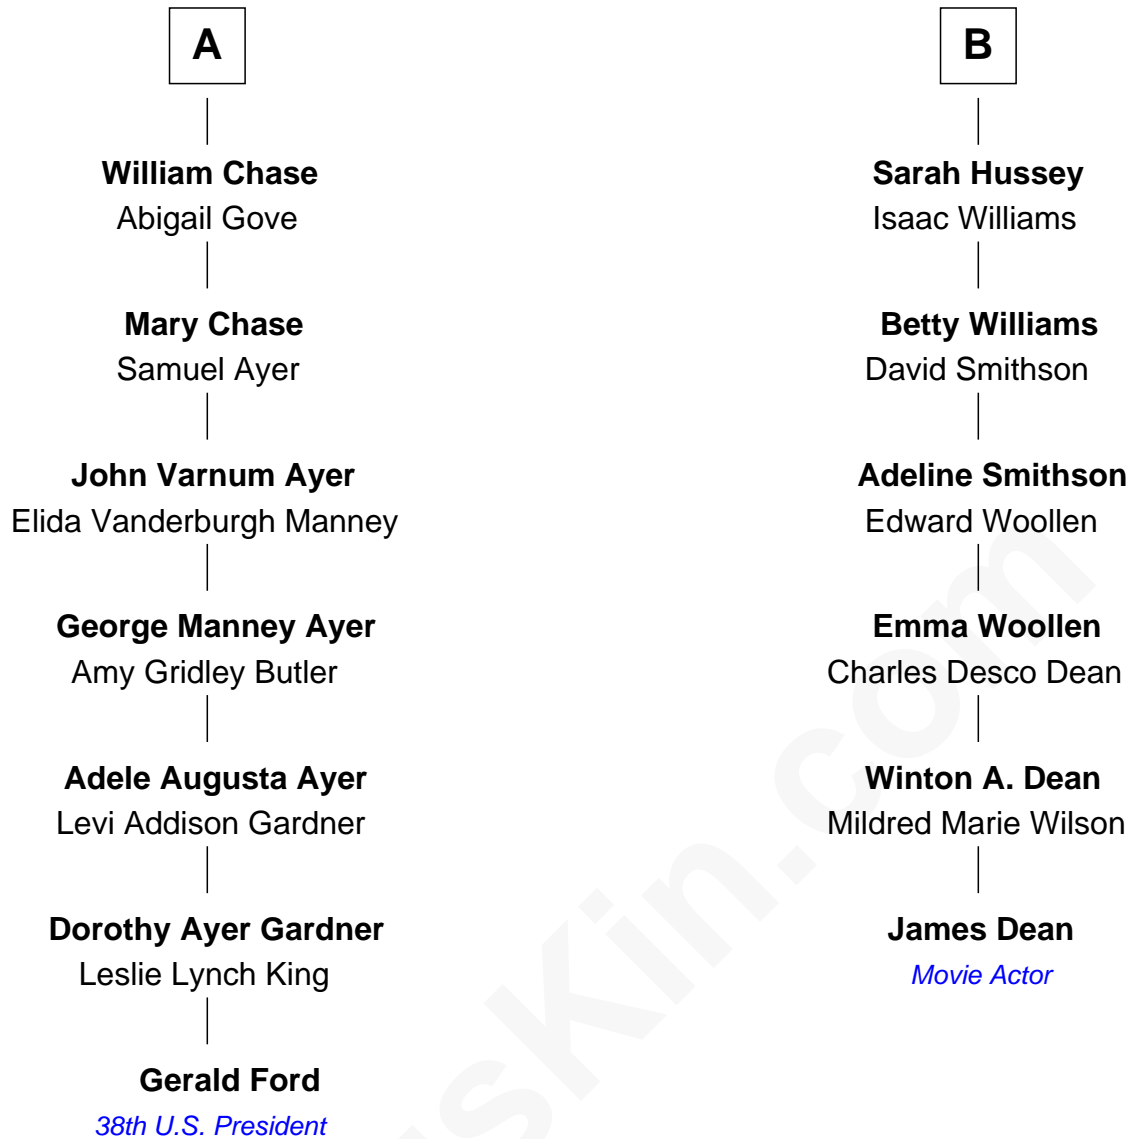 A
William Chase
Abigail Gove
Mary Chase
Samuel Ayer
John Varnum Ayer
Elida Vanderburgh Manney
George Manney Ayer
Amy Gridley Butler
Adele Augusta Ayer
Levi Addison Gardner
Dorothy Ayer Gardner
Leslie Lynch King
Gerald Ford
38th U.S. President
B
Sarah Hussey
Isaac Williams
Betty Williams
David Smithson
Adeline Smithson
Edward Woollen
Emma Woollen
Charles Desco Dean
Winton A. Dean
Mildred Marie Wilson
James Dean
Movie Actor
usKin.com